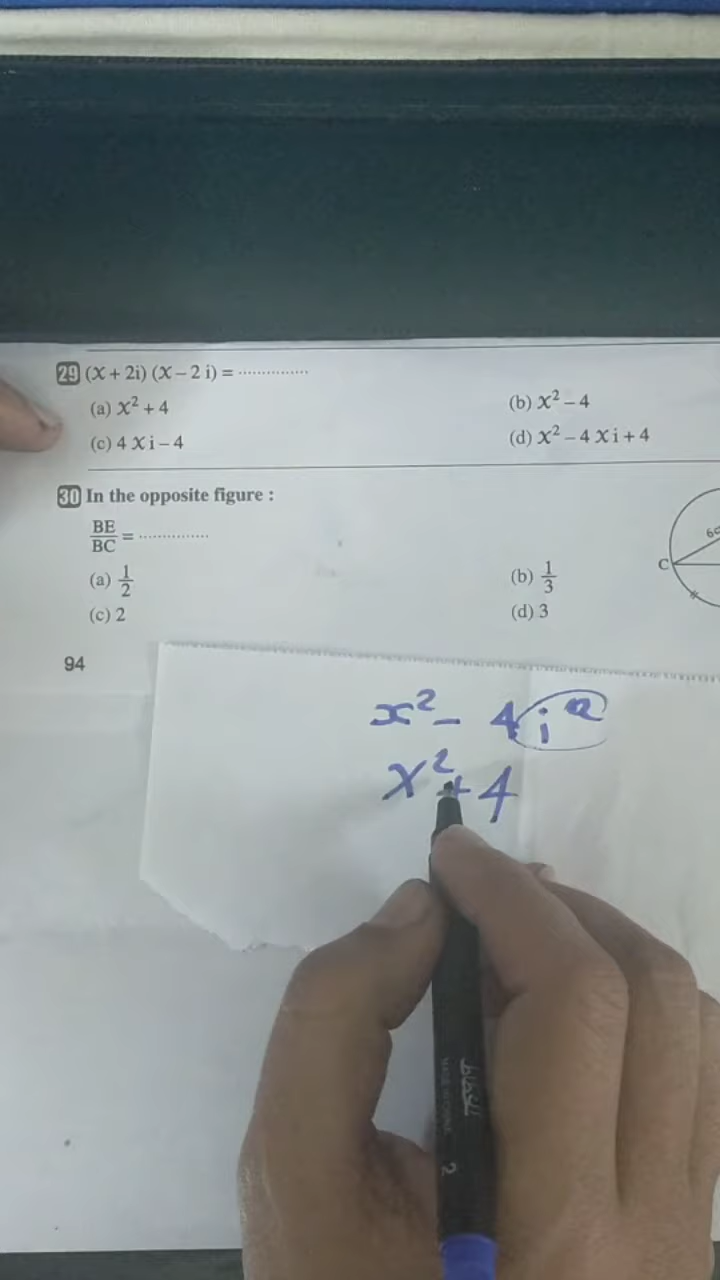 29 (x + 2i) (x – 2 i) = ...............
(a) x² + 4
(b) x² – 4
(c) 4 x i – 4
(d) x² – 4 x i + 4
30 In the opposite figure :
BE/BC = ...............
(a) 1/2
(b) 1/3
(c) 2
(d) 3
C
94
x² – 4i²
x² + 4
2